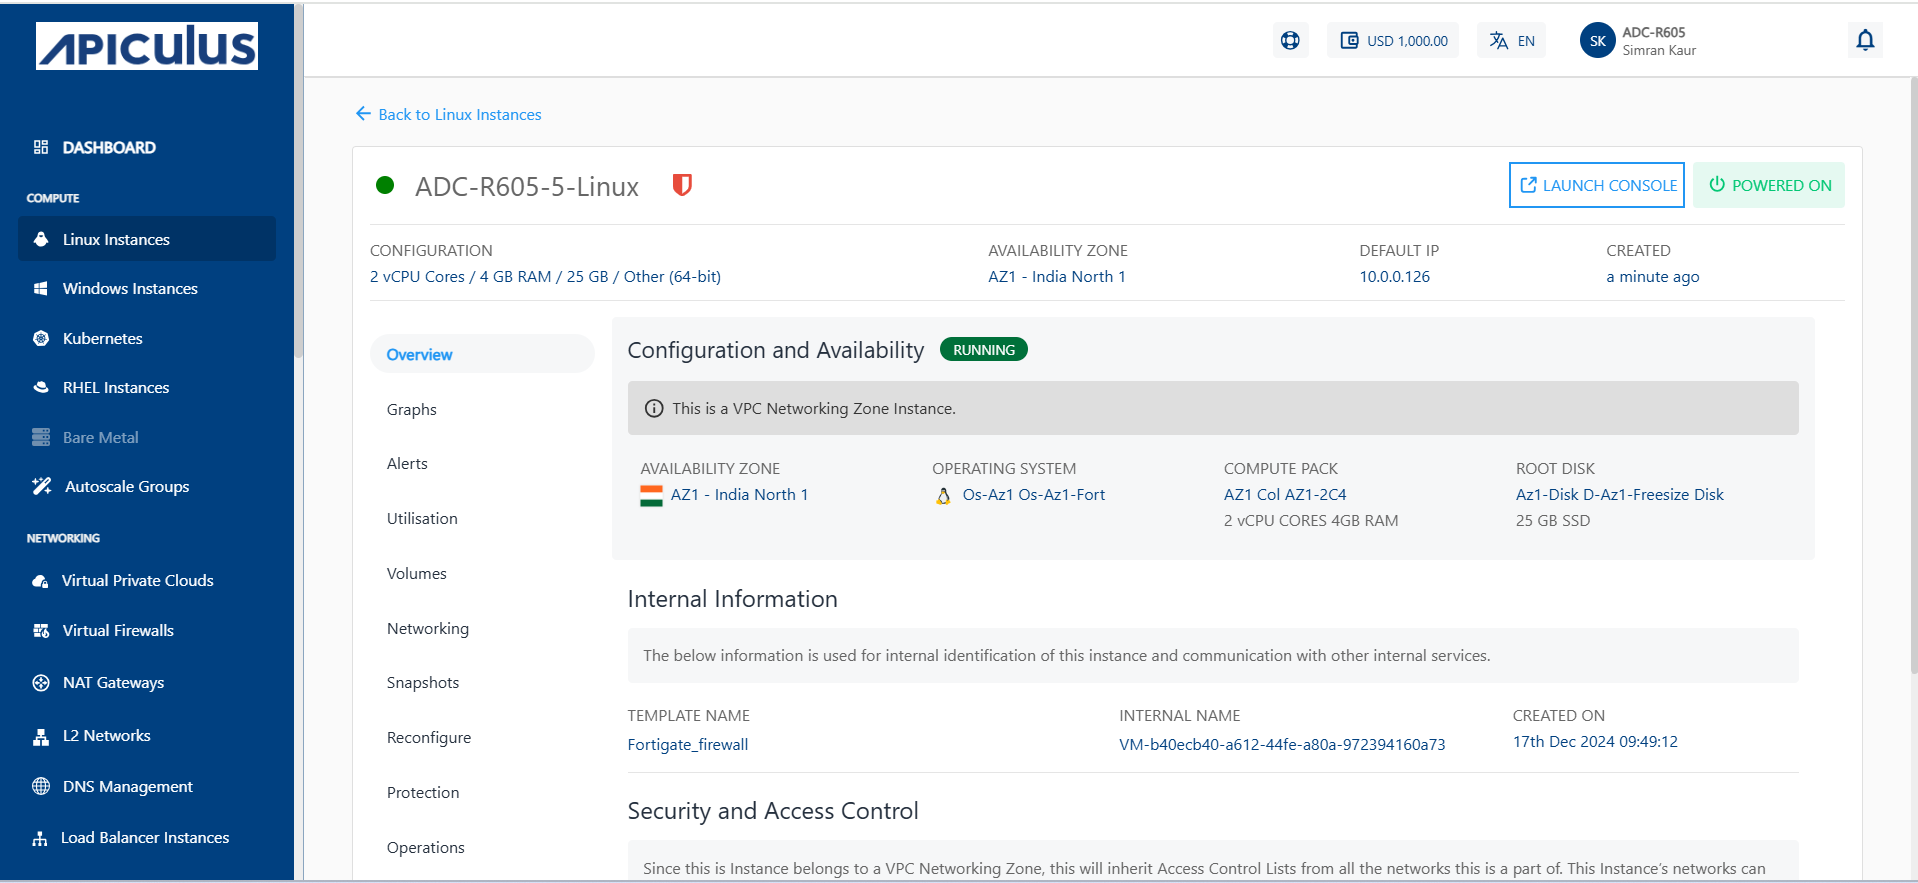 APICULUS
USD 1,000.00
EN
SK
ADC-R605
Simran Kaur
DASHBOARD
COMPUTE
Linux Instances
Windows Instances
Kubernetes
RHEL Instances
Bare Metal
Autoscale Groups
NETWORKING
Virtual Private Clouds
Virtual Firewalls
NAT Gateways
L2 Networks
DNS Management
Load Balancer Instances
Back to Linux Instances
ADC-R605-5-Linux
LAUNCH CONSOLE
POWERED ON
CONFIGURATION
2 vCPU Cores / 4 GB RAM / 25 GB / Other (64-bit)
AVAILABILITY ZONE
AZ1 - India North 1
DEFAULT IP
10.0.0.126
CREATED
a minute ago
Overview
Graphs
Alerts
Utilisation
Volumes
Networking
Snapshots
Reconfigure
Protection
Operations
Configuration and Availability
RUNNING
This is a VPC Networking Zone Instance.
AVAILABILITY ZONE
AZ1 - India North 1
OPERATING SYSTEM
Os-Az1 Os-Az1-Fort
COMPUTE PACK
AZ1 Col AZ1-2C4
2 vCPU CORES 4GB RAM
ROOT DISK
Az1-Disk D-Az1-Freesize Disk
25 GB SSD
Internal Information
The below information is used for internal identification of this instance and communication with other internal services.
TEMPLATE NAME
Fortigate_firewall
INTERNAL NAME
VM-b40ecb40-a612-44fe-a80a-972394160a73
CREATED ON
17th Dec 2024 09:49:12
Security and Access Control
Since this is Instance belongs to a VPC Networking Zone, this will inherit Access Control Lists from all the networks this is a part of. This Instance's networks can